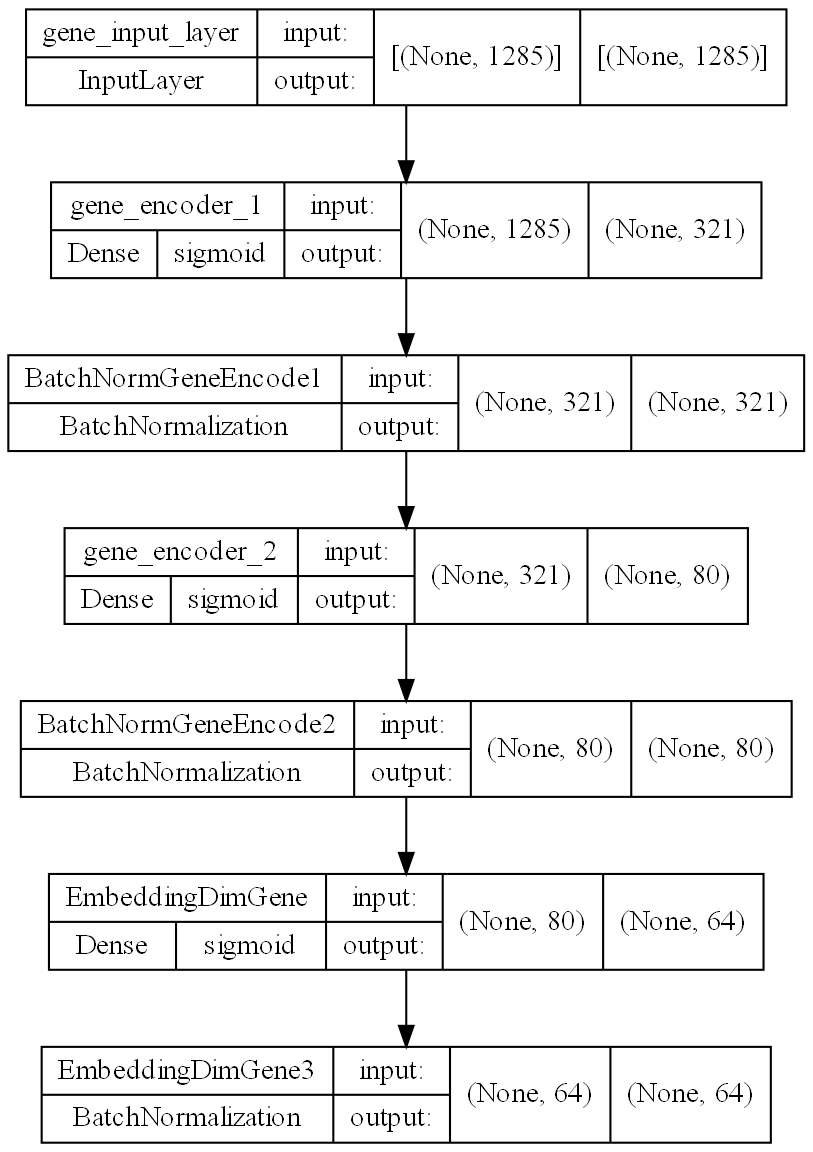 gene_input_layer input: [(None, 1285)] [(None, 1285)]
InputLayer output:
gene_encoder_1 input: (None, 1285) (None, 321)
Dense sigmoid output:
BatchNormGeneEncode1 input: (None, 321) (None, 321)
BatchNormalization output:
gene_encoder_2 input: (None, 321) (None, 80)
Dense sigmoid output:
BatchNormGeneEncode2 input: (None, 80) (None, 80)
BatchNormalization output:
EmbeddingDimGene input: (None, 80) (None, 64)
Dense sigmoid output:
EmbeddingDimGene3 input: (None, 64) (None, 64)
BatchNormalization output: